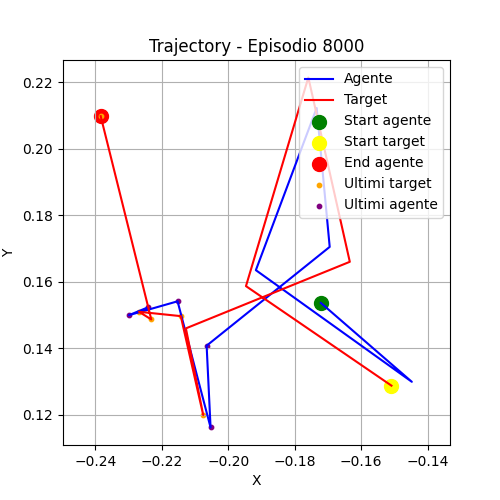 Trajectory - Episodio 8000
Agente
Target
Start agente
Start target
End agente
Ultimi target
Ultimi agente
0.22
0.20
0.18
0.16
0.14
0.12
Y
−0.24
−0.22
−0.20
−0.18
−0.16
−0.14
X